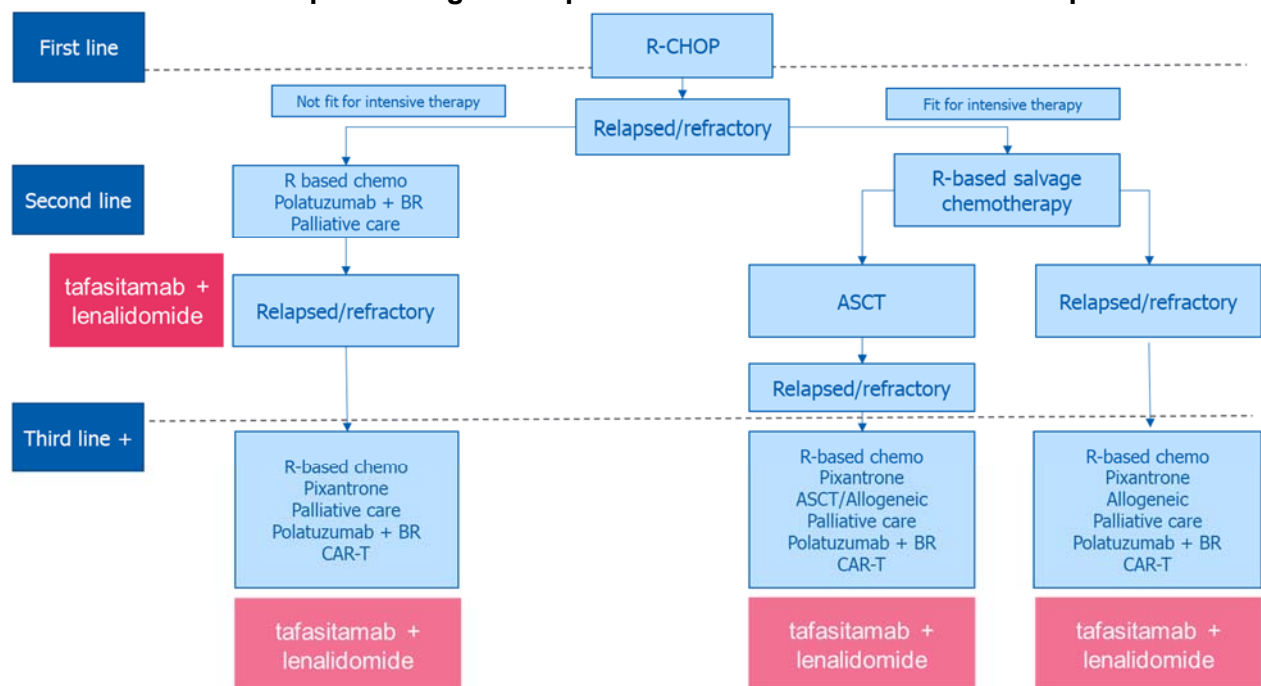 First line
R-CHOP
Not fit for intensive therapy
Fit for intensive therapy
Relapsed/refractory
Second line
R based chemo
Polatuzumab + BR
Palliative care
R-based salvage
chemotherapy
tafasitamab +
lenalidomide
Relapsed/refractory
ASCT
Relapsed/refractory
Relapsed/refractory
Third line +
R-based chemo
Pixantrone
Palliative care
Polatuzumab + BR
CAR-T
R-based chemo
Pixantrone
ASCT/Allogeneic
Palliative care
Polatuzumab + BR
CAR-T
R-based chemo
Pixantrone
Allogeneic
Palliative care
Polatuzumab + BR
CAR-T
tafasitamab +
lenalidomide
tafasitamab +
lenalidomide
tafasitamab +
lenalidomide